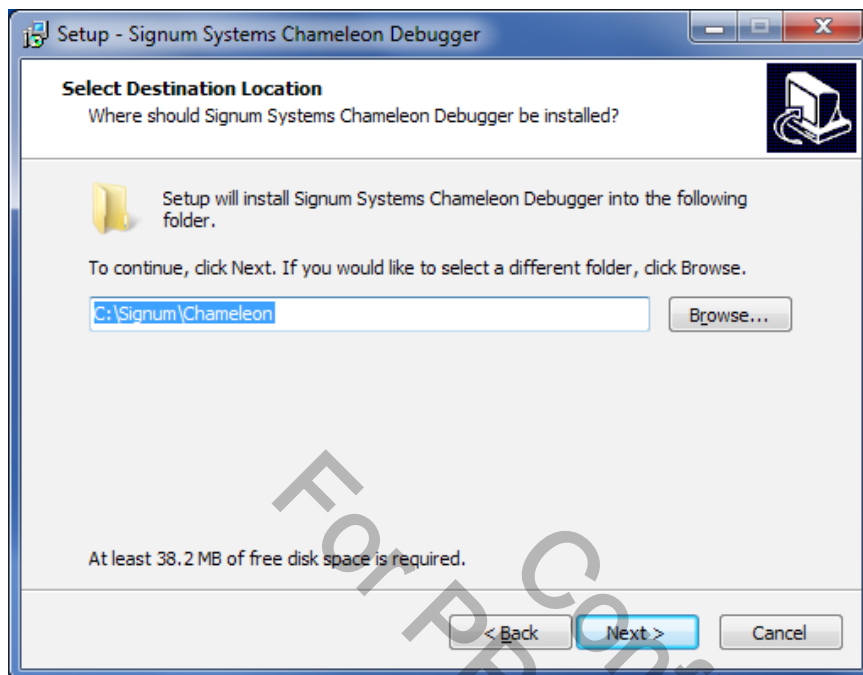 Setup - Signum Systems Chameleon Debugger
Select Destination Location
Where should Signum Systems Chameleon Debugger be installed?
Setup will install Signum Systems Chameleon Debugger into the following
folder.
To continue, click Next. If you would like to select a different folder, click Browse.
C:\Signum\Chameleon
Browse...
At least 38.2 MB of free disk space is required.
< Back
Next >
Cancel
For